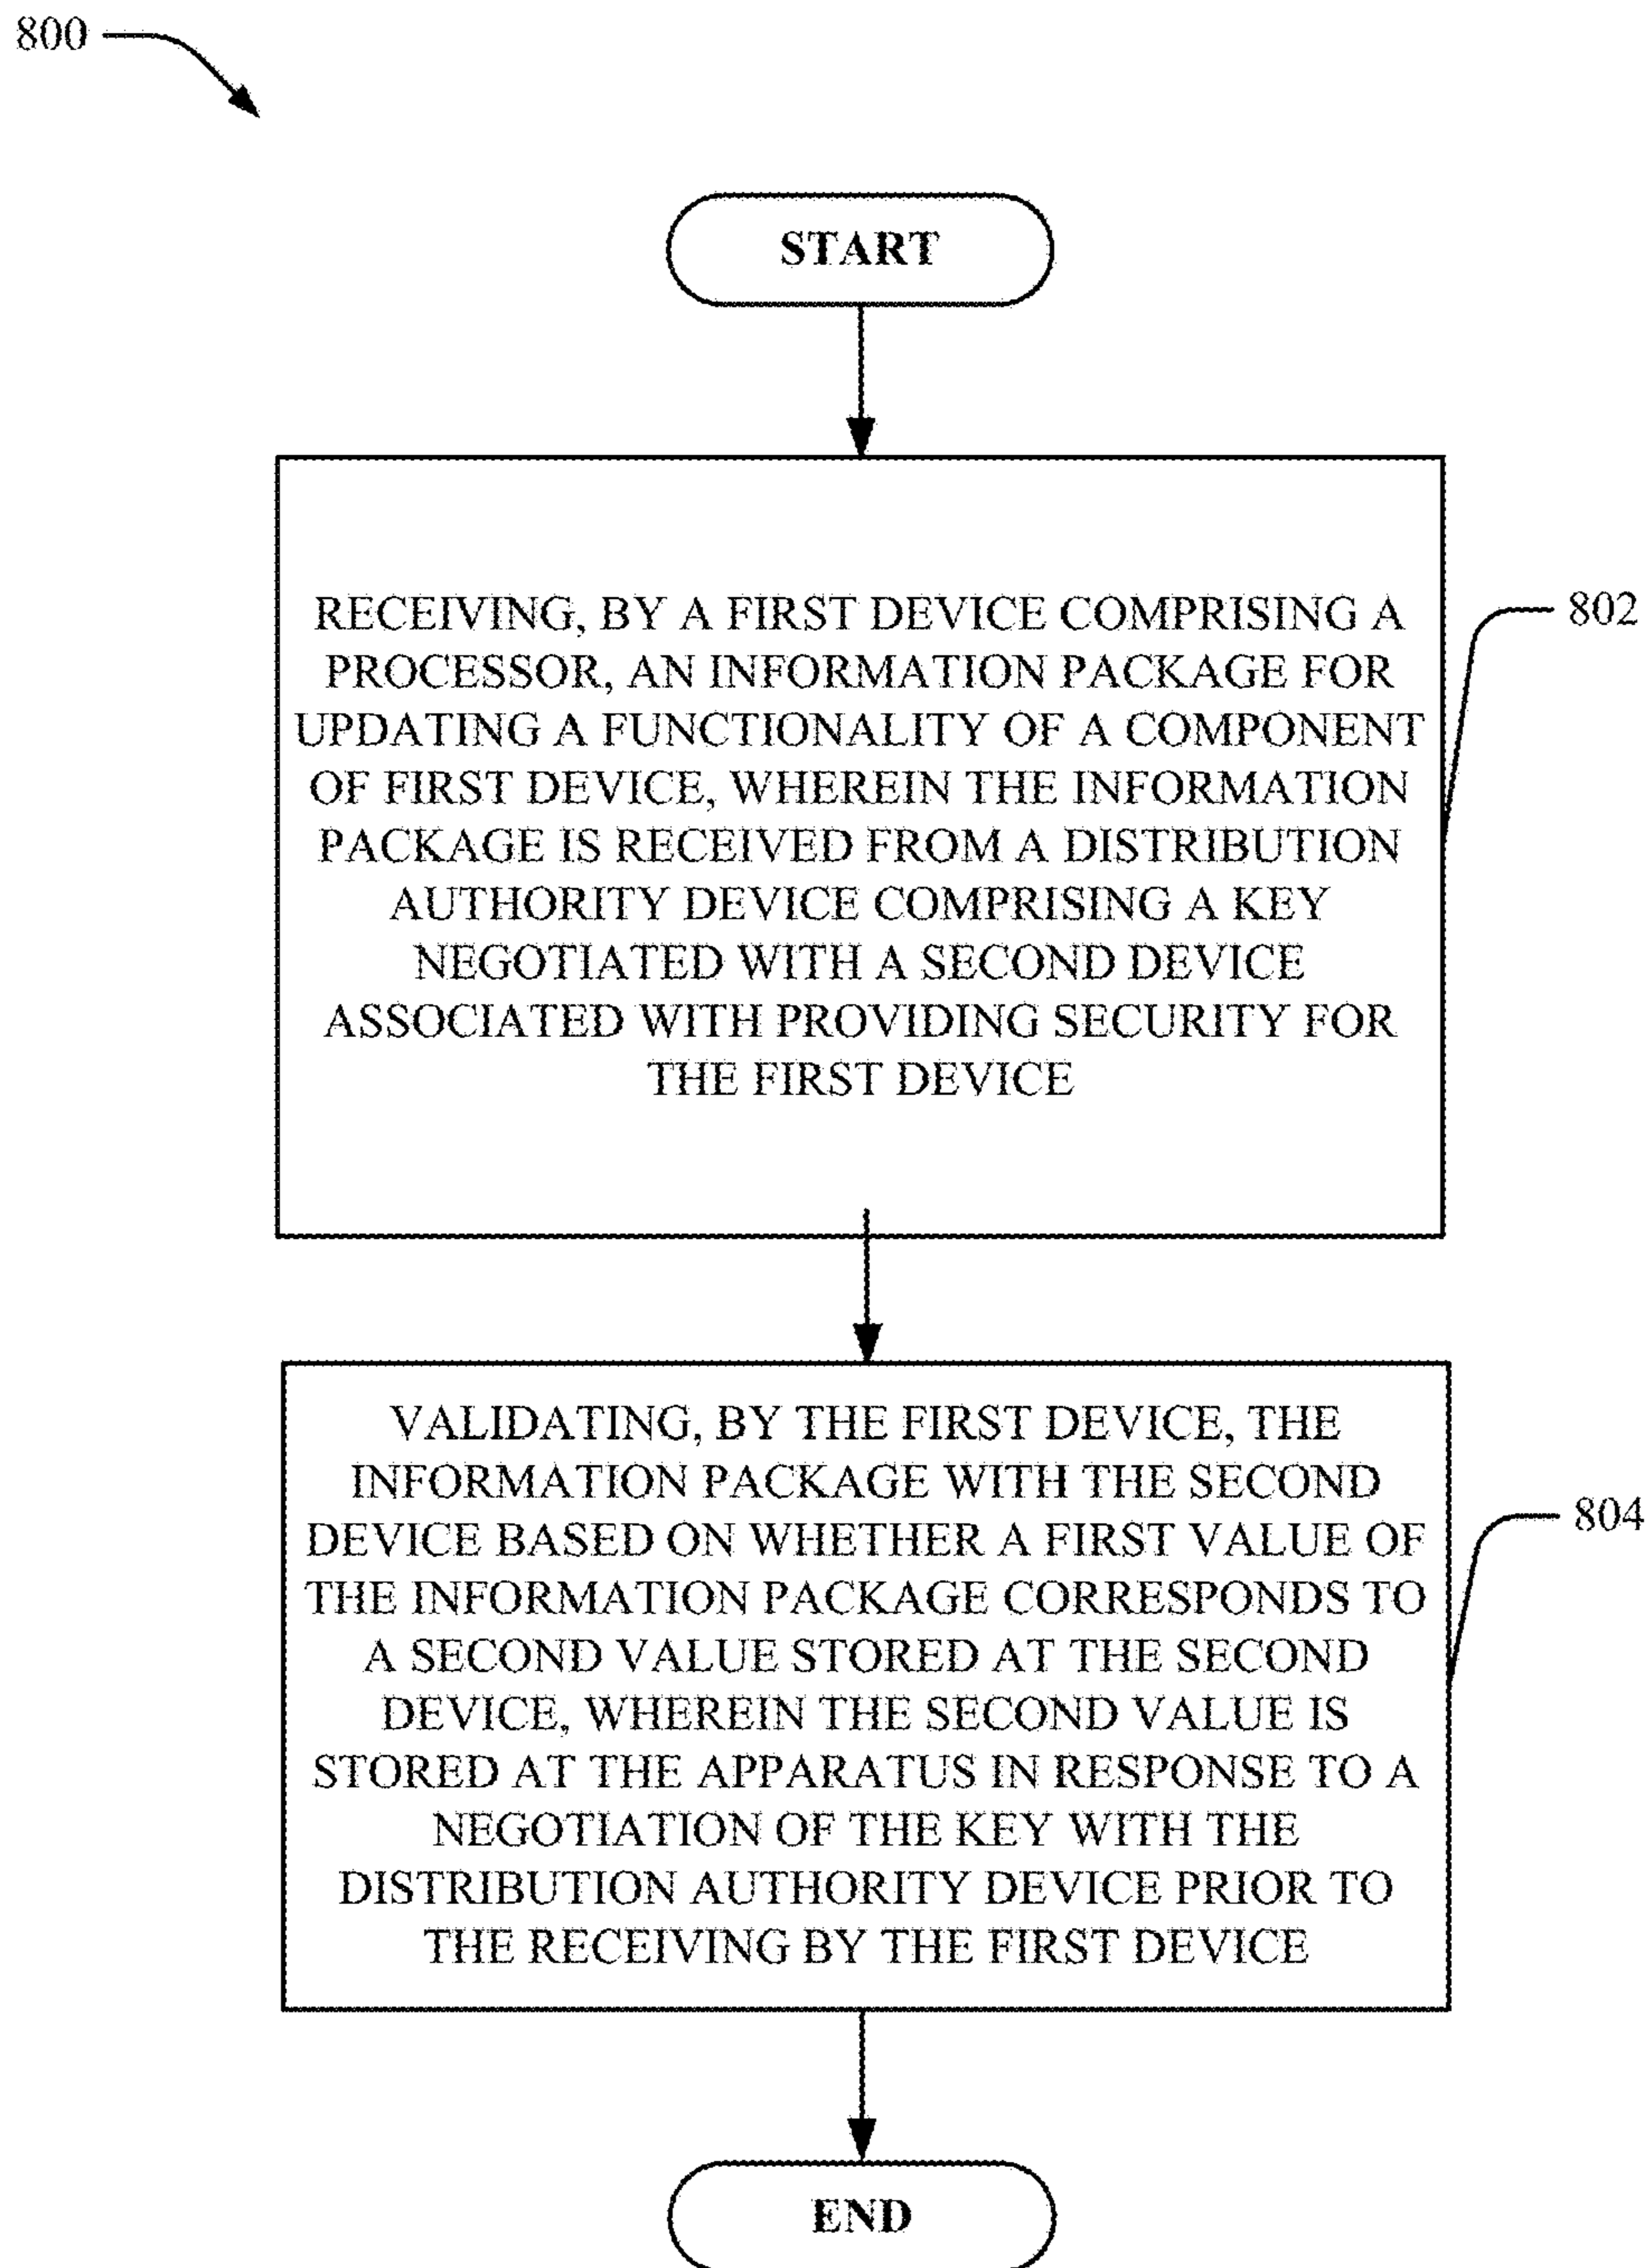 800
START
RECEIVING, BY A FIRST DEVICE COMPRISING A
PROCESSOR, AN INFORMATION PACKAGE FOR
UPDATING A FUNCTIONALITY OF A COMPONENT
OF FIRST DEVICE, WHEREIN THE INFORMATION
PACKAGE IS RECEIVED FROM A DISTRIBUTION
AUTHORITY DEVICE COMPRISING A KEY
NEGOTIATED WITH A SECOND DEVICE
ASSOCIATED WITH PROVIDING SECURITY FOR
THE FIRST DEVICE
802
VALIDATING, BY THE FIRST DEVICE, THE
INFORMATION PACKAGE WITH THE SECOND
DEVICE BASED ON WHETHER A FIRST VALUE OF
THE INFORMATION PACKAGE CORRESPONDS TO
A SECOND VALUE STORED AT THE SECOND
DEVICE, WHEREIN THE SECOND VALUE IS
STORED AT THE APPARATUS IN RESPONSE TO A
NEGOTIATION OF THE KEY WITH THE
DISTRIBUTION AUTHORITY DEVICE PRIOR TO
THE RECEIVING BY THE FIRST DEVICE
804
END